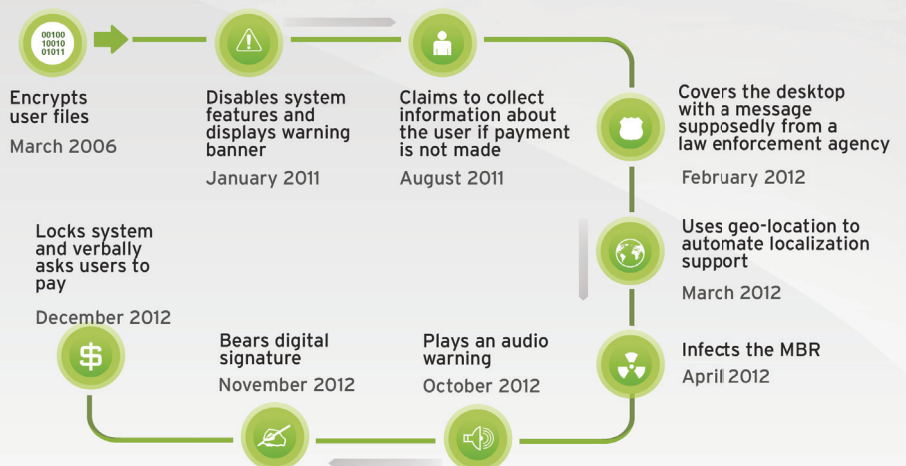 00100
10010
01011
Encrypts
user files
March 2006
Disables system
features and
displays warning
banner
January 2011
Claims to collect
information about
the user if payment
is not made
August 2011
Covers the desktop
with a message
supposedly from a
law enforcement agency
February 2012
Uses geo-location to
automate localization
support
March 2012
Infects the MBR
April 2012
Plays an audio
warning
October 2012
Bears digital
signature
November 2012
Locks system
and verbally
asks users to
pay
December 2012
$